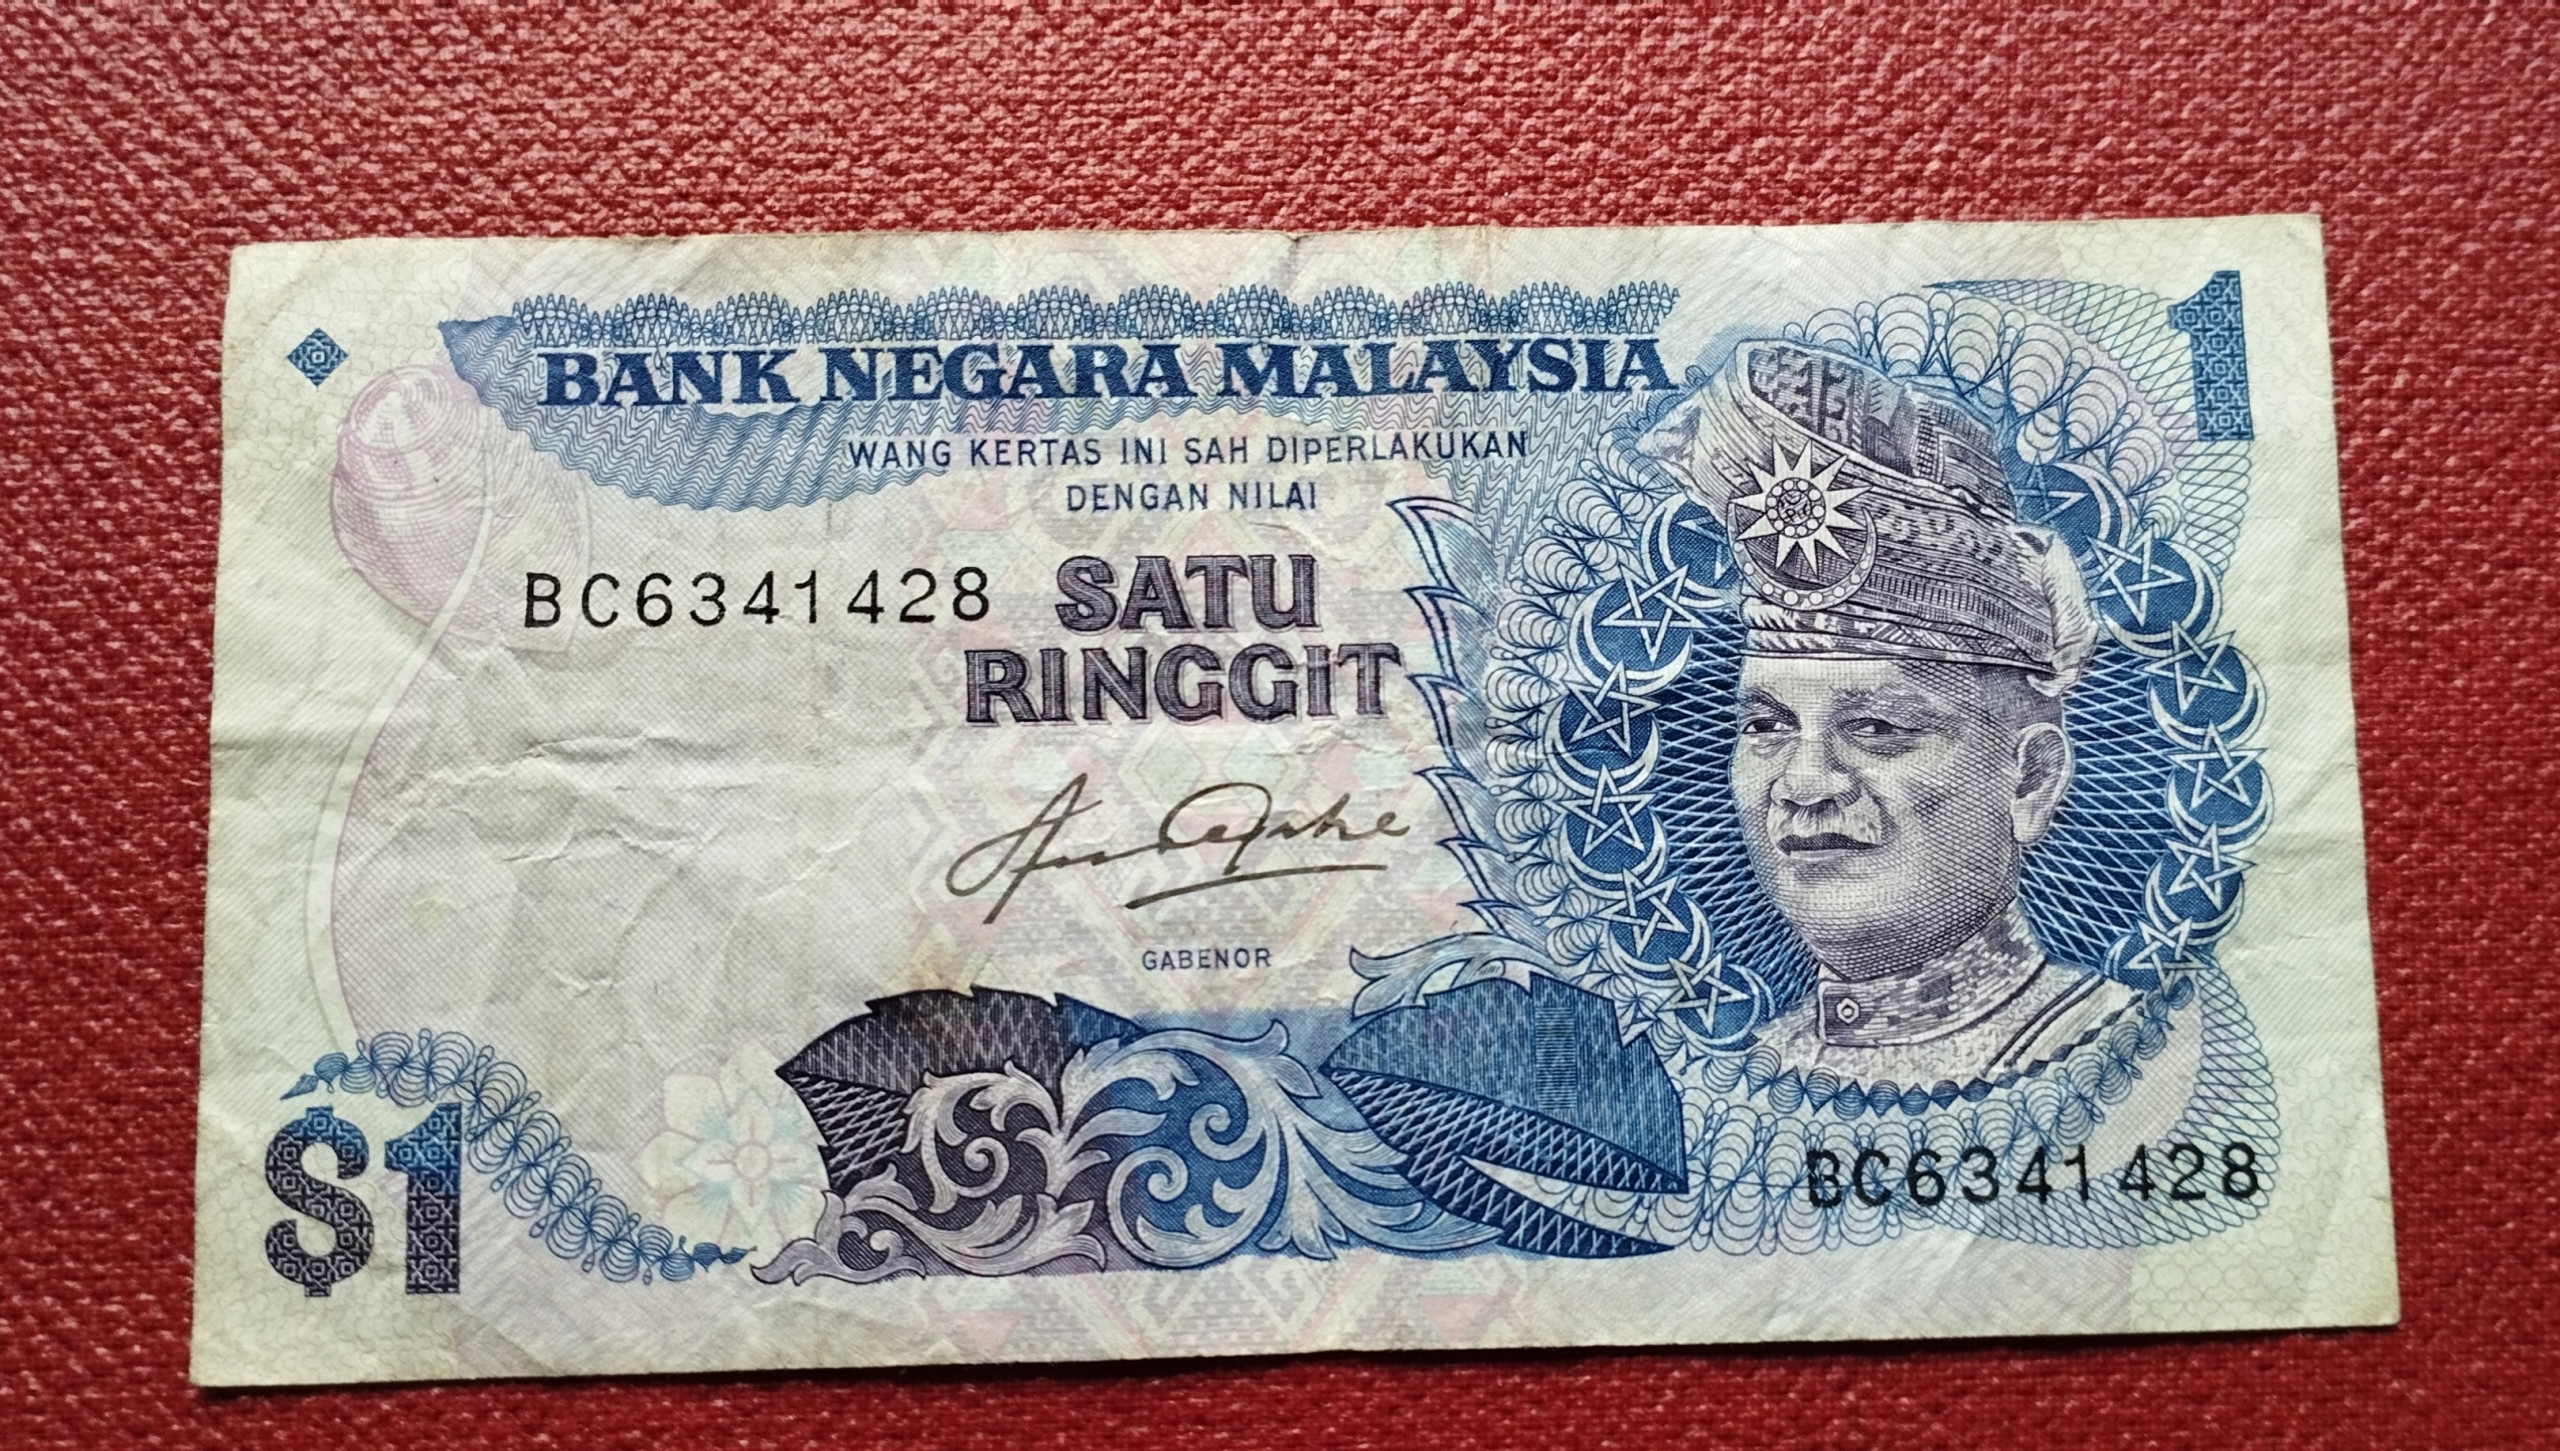 1
BANK NEGARA MALAYSIA
WANG KERTAS INI SAH DIPERLAKUKAN
DENGAN NILAI
BC6341428
SATU
RINGGIT
GABENOR
$1
BC6341428